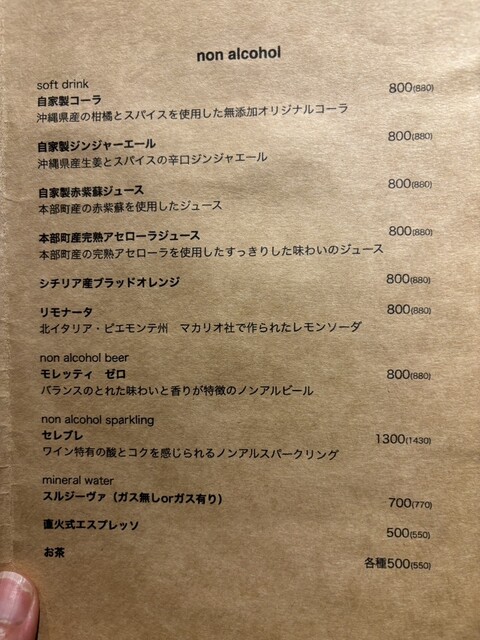 non alcohol
soft drink
自家製コーラ 800(880)
沖縄県産の柑橘とスパイスを使用した無添加オリジナルコーラ
自家製ジンジャーエール 800(880)
沖縄県産生姜とスパイスの辛口ジンジャエール
自家製赤紫蘇ジュース 800(880)
本部町産の赤紫蘇を使用したジュース
本部町産完熟アセローラジュース 800(880)
本部町産の完熟アセローラを使用したすっきりした味わいのジュース
シチリア産ブラッドオレンジ 800(880)
リモナータ 800(880)
北イタリア・ピエモンテ州　マカリオ社で作られたレモンソーダ
non alcohol beer
モレッティ　ゼロ 800(880)
バランスのとれた味わいと香りが特徴のノンアルビール
non alcohol sparkling
セレブレ 1300(1430)
ワイン特有の酸とコクを感じられるノンアルスパークリング
mineral water
スルジーヴァ（ガス無しorガス有り） 700(770)
直火式エスプレッソ 500(550)
お茶 各種500(550)